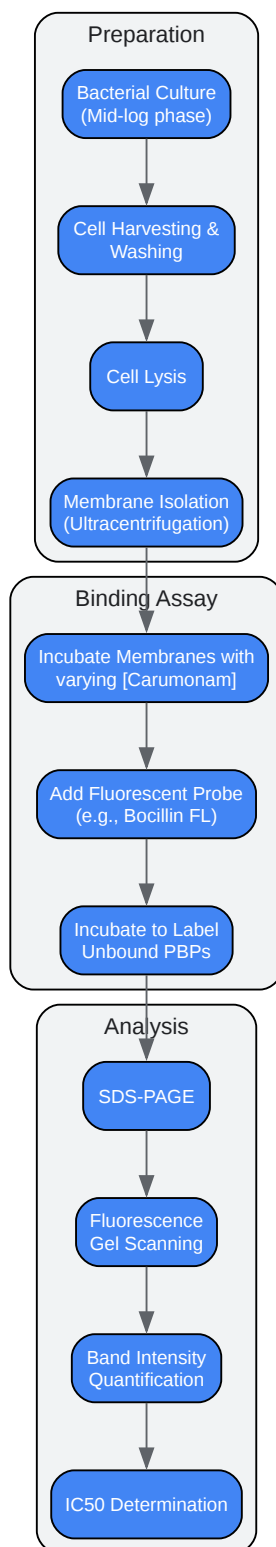 Preparation
Bacterial Culture
(Mid-log phase)
Cell Harvesting &
Washing
Cell Lysis
Membrane Isolation
(Ultracentrifugation)
Binding Assay
Incubate Membranes with
varying [Carumonam]
Add Fluorescent Probe
(e.g., Bocillin FL)
Incubate to Label
Unbound PBPs
Analysis
SDS-PAGE
Fluorescence
Gel Scanning
Band Intensity
Quantification
IC50 Determination